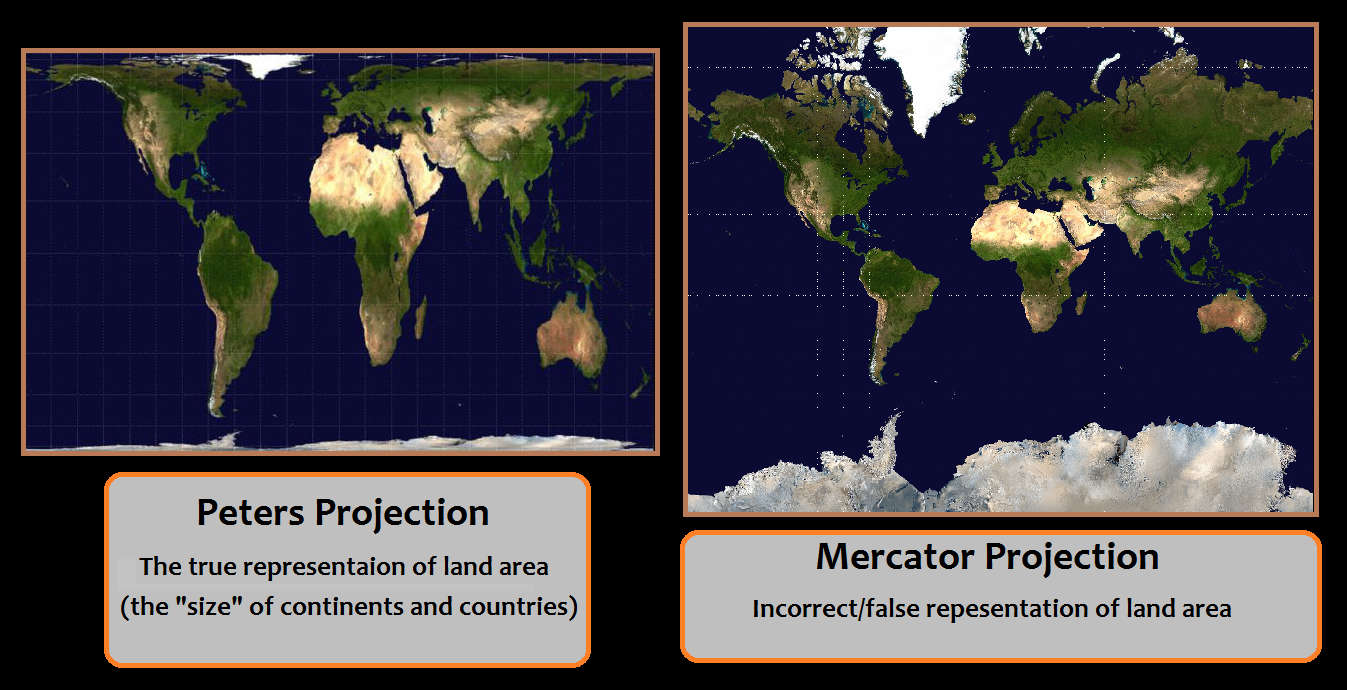 Peters Projection
The true representaion of land area
(the "size" of continents and countries)
Mercator Projection
Incorrect/false repesentation of land area